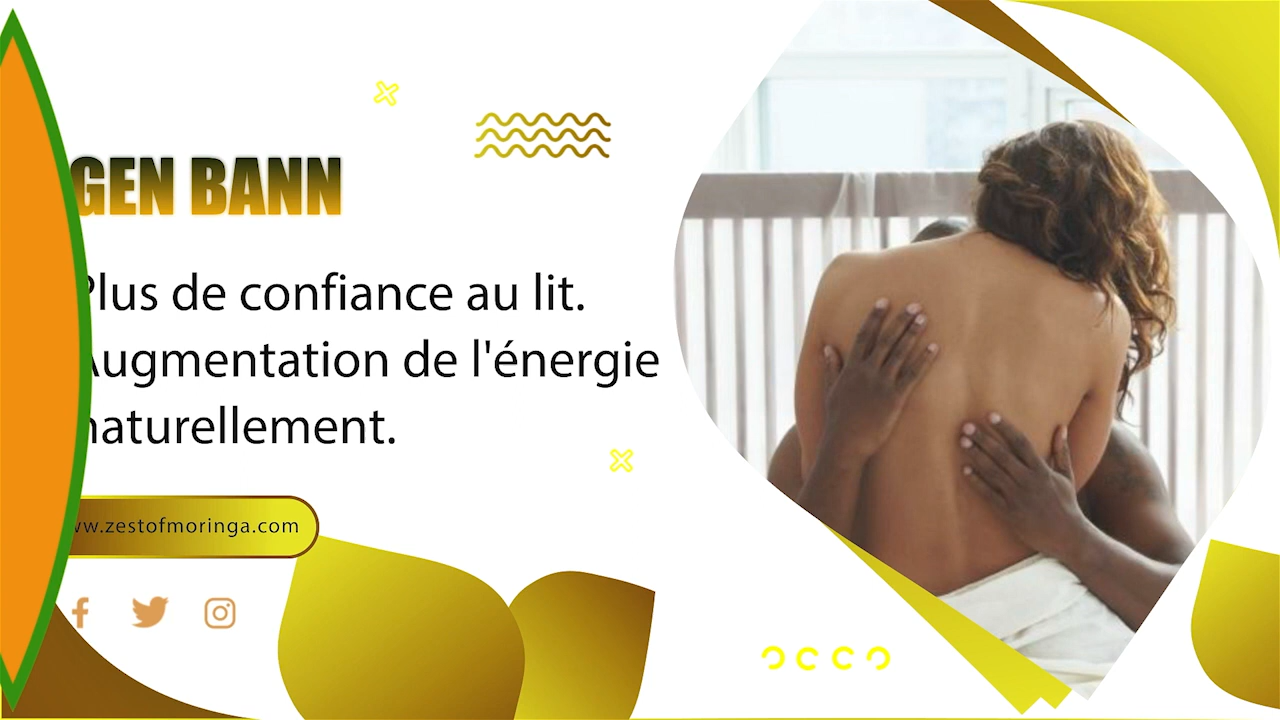 GEN BANN
Plus de confiance au lit.
Augmentation de l'énergie
naturellement.
ww.zestofmoringa.com